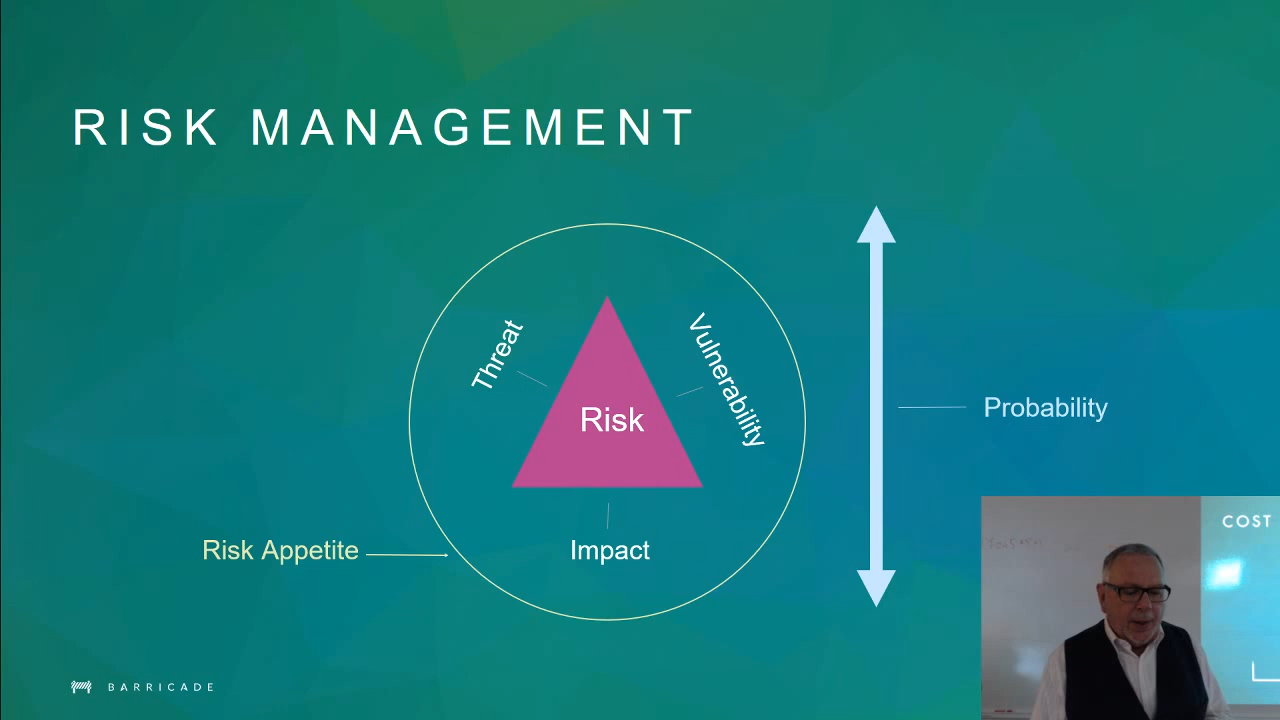 RISK MANAGEMENT
Threat
Vulnerability
Risk
Probability
Risk Appetite
Impact
COST
BARRICADE